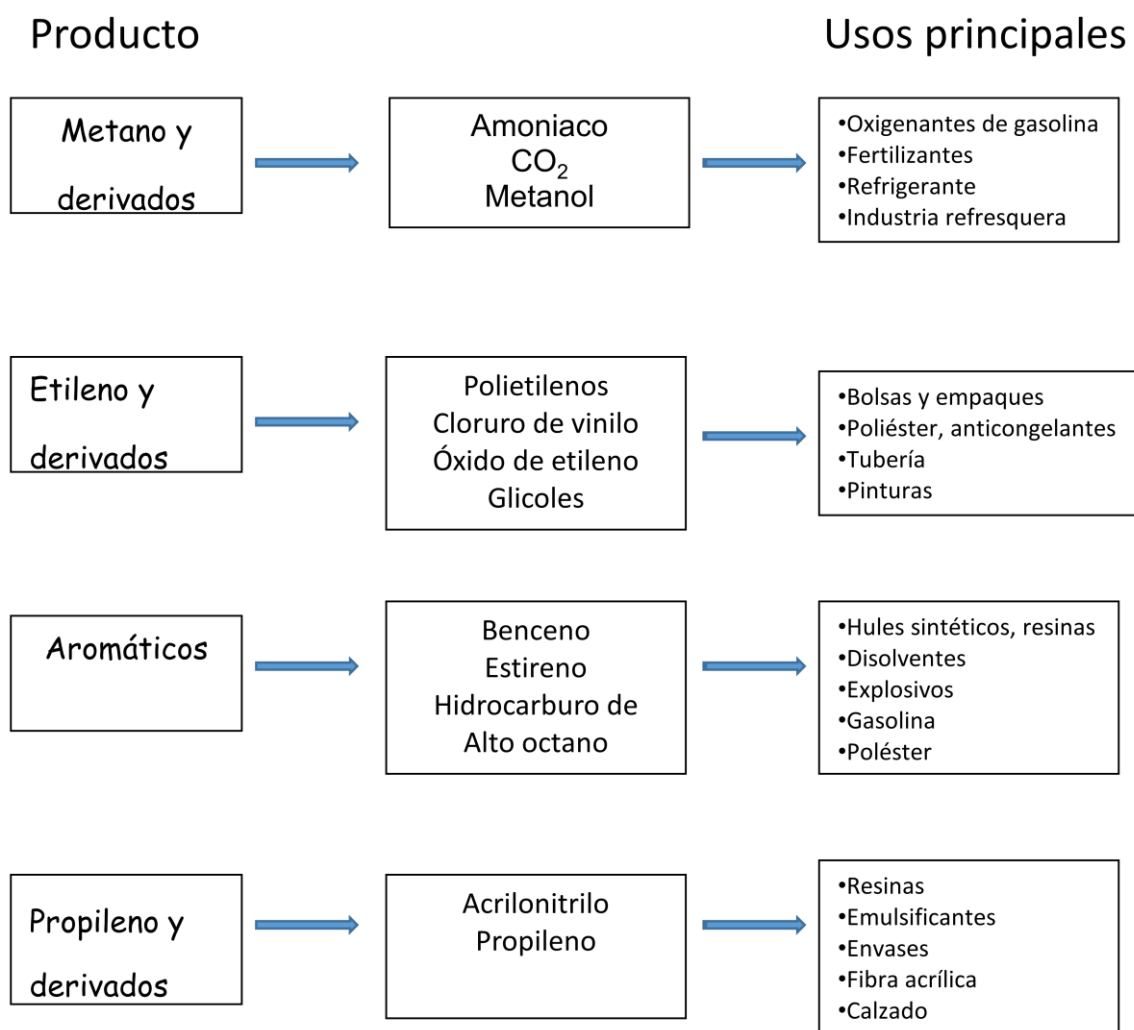 Producto
Usos principales
Metano y
derivados
Amoniaco
CO₂
Metanol
•Oxigenantes de gasolina
•Fertilizantes
•Refrigerante
•Industria refresquera
Etileno y
derivados
Polietilenos
Cloruro de vinilo
Óxido de etileno
Glicoles
•Bolsas y empaques
•Poliéster, anticongelantes
•Tubería
•Pinturas
Aromáticos
Benceno
Estireno
Hidrocarburo de
Alto octano
•Hules sintéticos, resinas
•Disolventes
•Explosivos
•Gasolina
•Poléster
Propileno y
derivados
Acrilonitrilo
Propileno
•Resinas
•Emulsificantes
•Envases
•Fibra acrílica
•Calzado